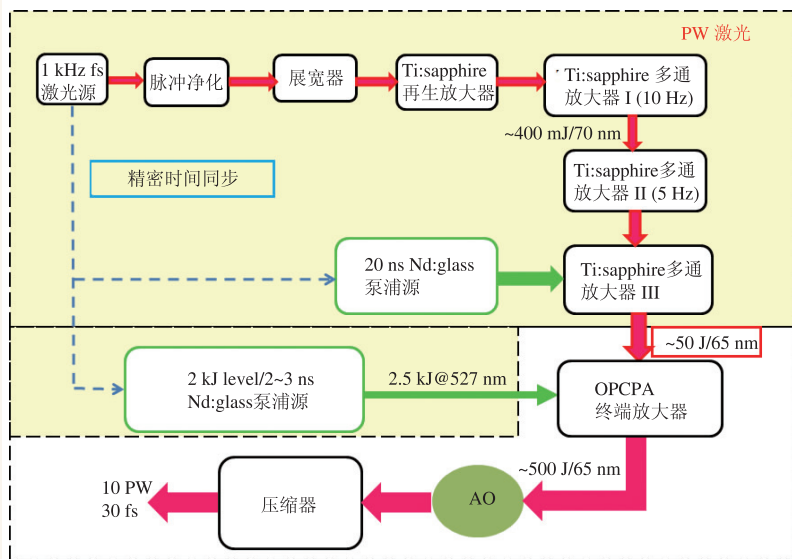 PW 激光
1 kHz fs
激光源
脉冲净化
展宽器
Ti:sapphire
再生放大器
Ti:sapphire 多通
放大器 I (10 Hz)
~400 mJ/70 nm
Ti:sapphire多通
放大器 II (5 Hz)
精密时间同步
20 ns Nd:glass
泵浦源
Ti:sapphire多通
放大器 III
~50 J/65 nm
2 kJ level/2~3 ns
Nd:glass泵浦源
2.5 kJ@527 nm
OPCPA
终端放大器
~500 J/65 nm
AO
压缩器
10 PW
30 fs